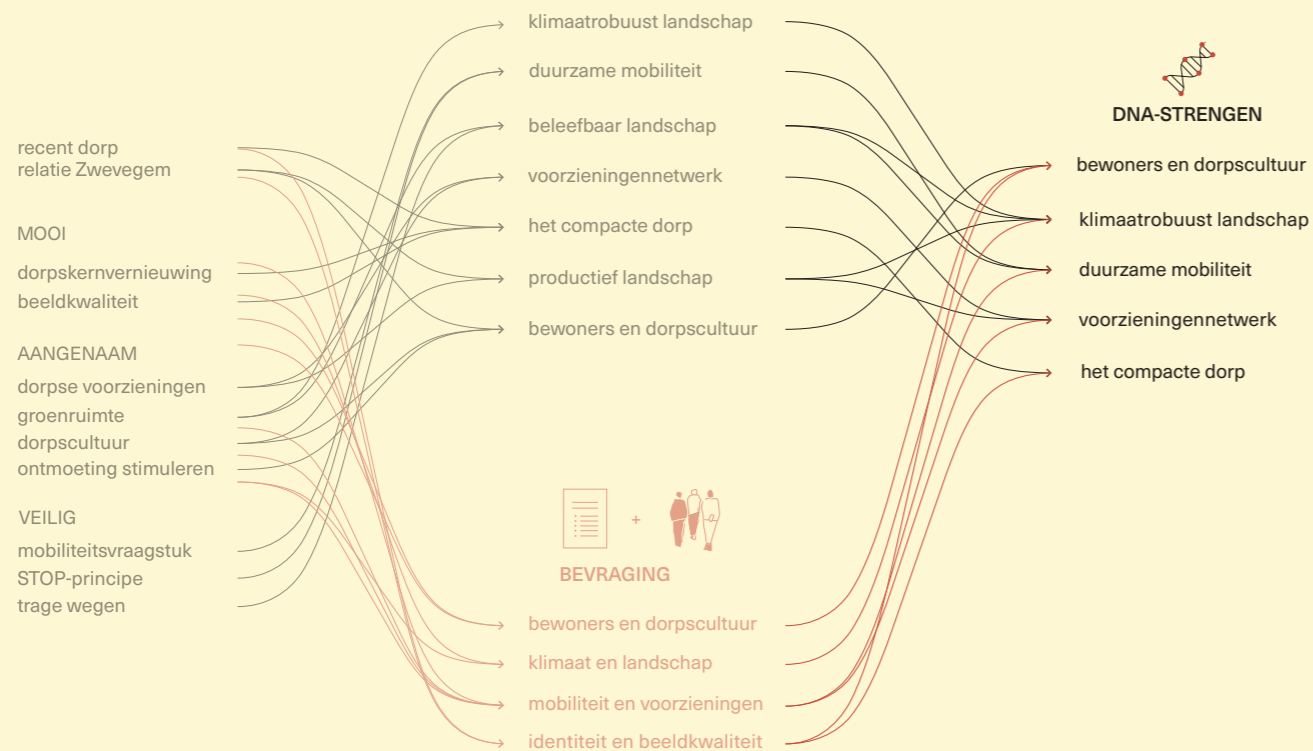 recent dorp
relatie Zwevegem
MOOI
dorpskernvernieuwing
beeldkwaliteit
AANGENAAM
dorpse voorzieningen
groenruimte
dorpscultuur
ontmoeting stimuleren
VEILIG
mobiliteitsvraagstuk
STOP-principe
trage wegen
klimaatrobuust landschap
duurzame mobiliteit
beleefbaar landschap
voorzieningennetwerk
het compacte dorp
productief landschap
bewoners en dorpscultuur
+
BEVRAGING
bewoners en dorpscultuur
klimaat en landschap
mobiliteit en voorzieningen
identiteit en beeldkwaliteit
DNA-STRENGEN
bewoners en dorpscultuur
klimaatrobuust landschap
duurzame mobiliteit
voorzieningennetwerk
het compacte dorp